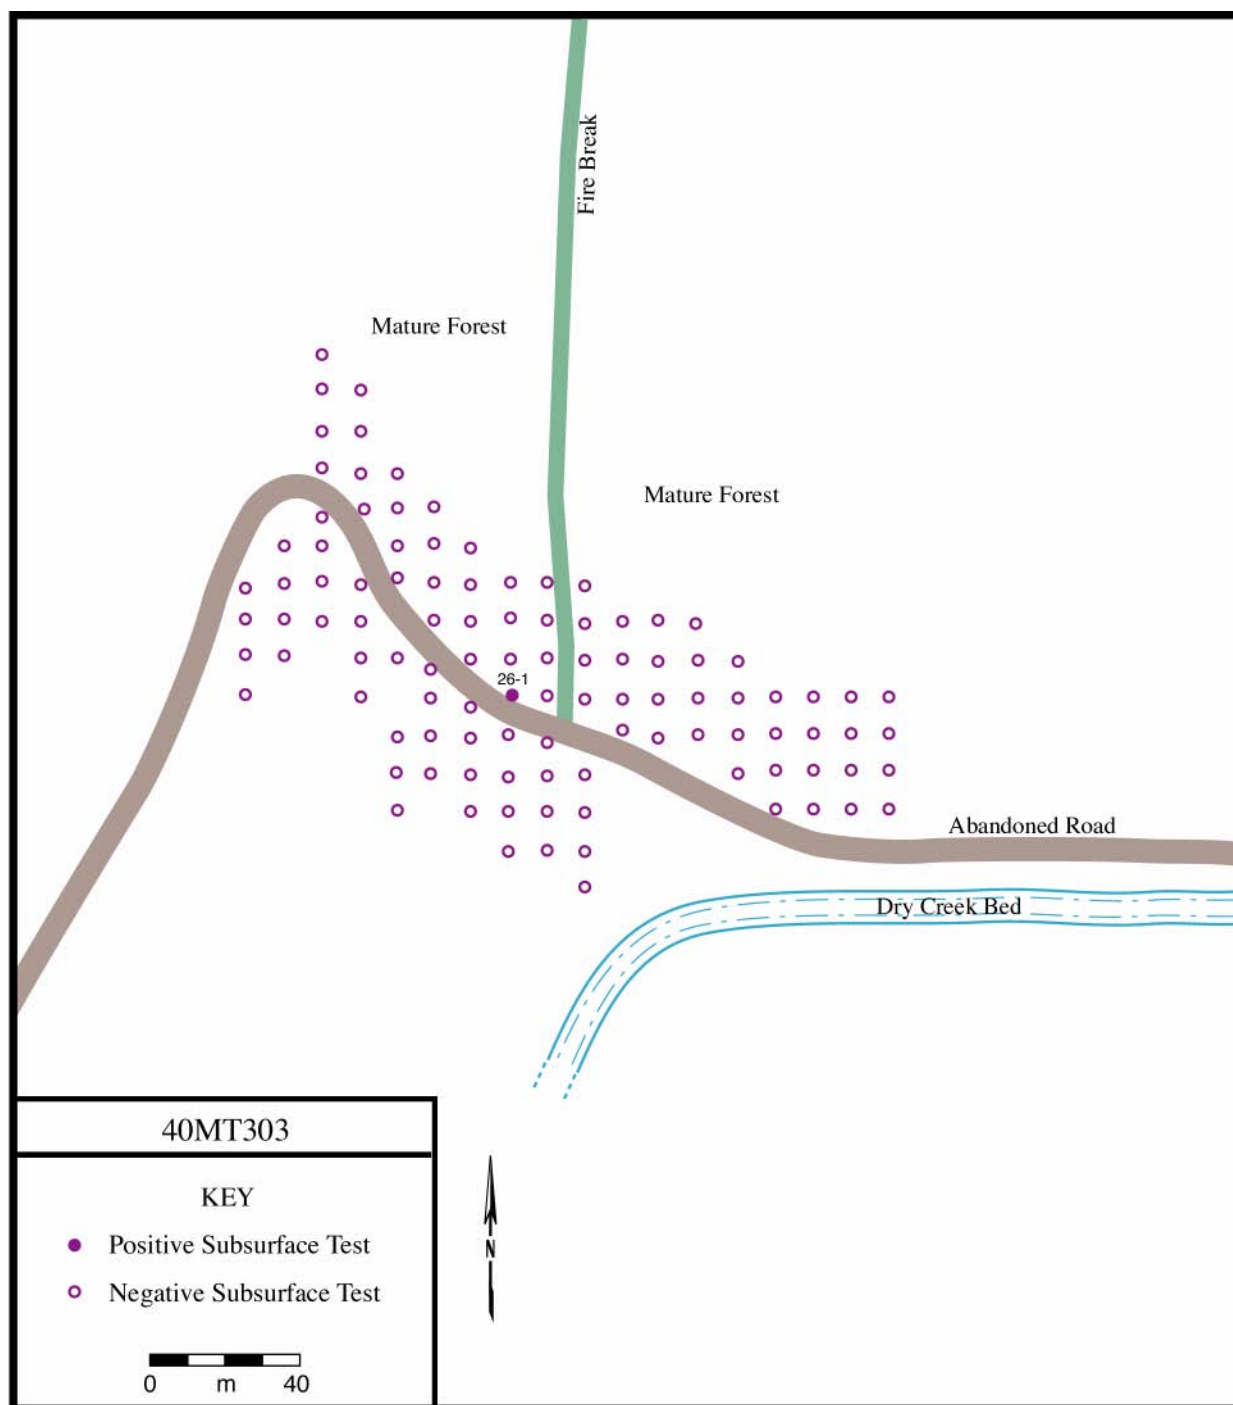 Fire Break
Mature Forest
Mature Forest
26-1
Abandoned Road
Dry Creek Bed
40MT303
KEY
Positive Subsurface Test
Negative Subsurface Test
N
0 m 40